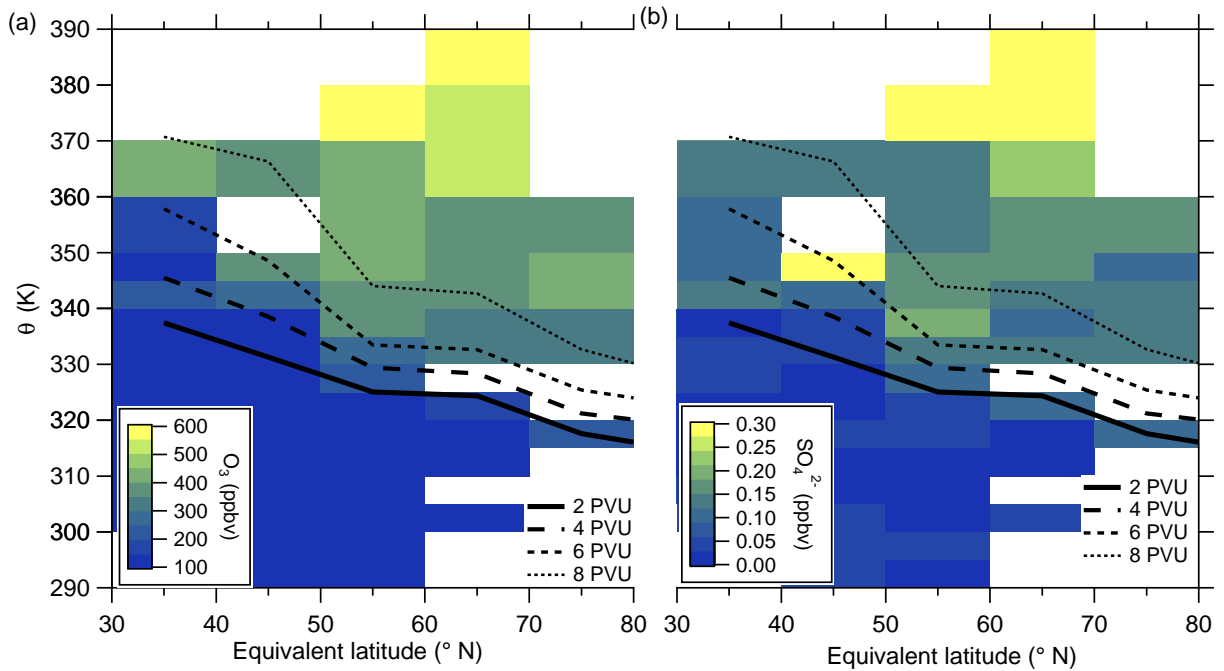 (a)
(b)
390
380
370
360
350
340
330
320
310
300
290
θ (K)
600
500
400
300
200
100
O3 (ppbv)
2 PVU
4 PVU
6 PVU
8 PVU
30 40 50 60 70 80
Equivalent latitude (° N)
0.30
0.25
0.20
0.15
0.10
0.05
0.00
SO4 2- (ppbv)
2 PVU
4 PVU
6 PVU
8 PVU
30 40 50 60 70 80
Equivalent latitude (° N)